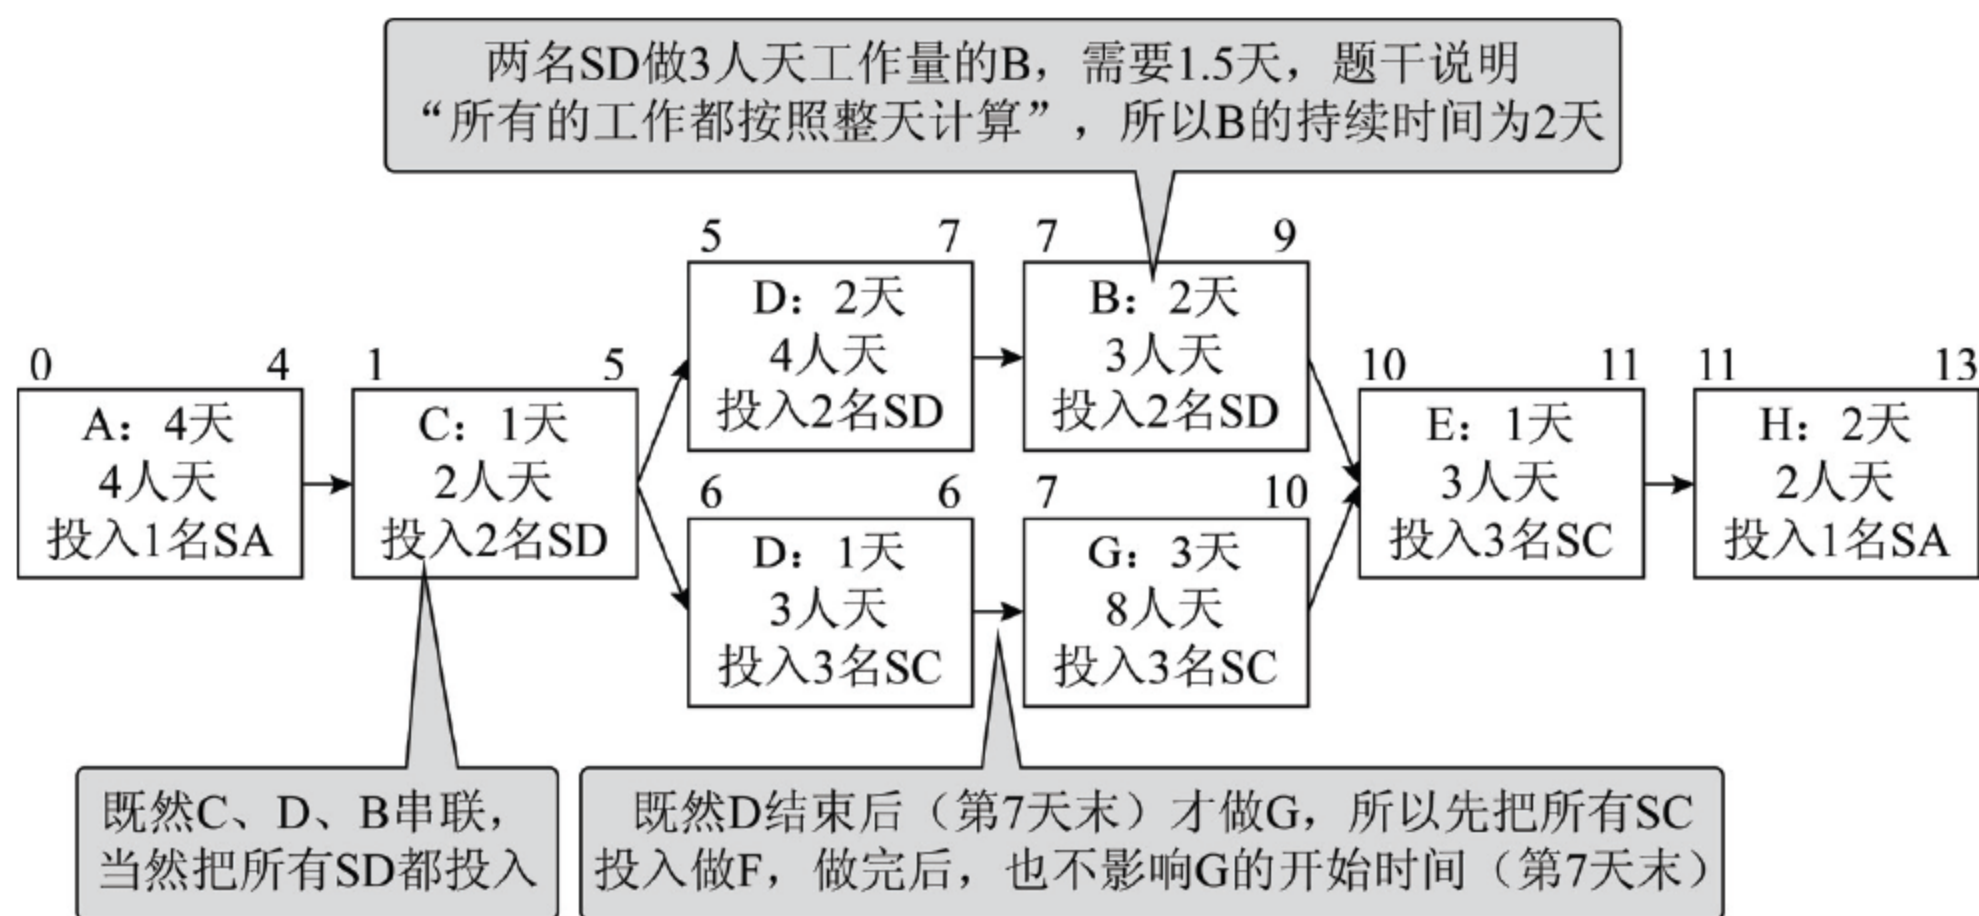 两名SD做3人天工作量的B，需要1.5天，题干说明
“所有的工作都按照整天计算”，所以B的持续时间为2天
5 7
7 9
D：2天
4人天
投入2名SD
B：2天
3人天
投入2名SD
0 4
A：4天
4人天
投入1名SA
1 5
C：1天
2人天
投入2名SD
10 11
E：1天
3人天
投入3名SC
11 13
H：2天
2人天
投入1名SA
6 6
D：1天
3人天
投入3名SC
7 10
G：3天
8人天
投入3名SC
既然C、D、B串联，
当然把所有SD都投入
既然D结束后（第7天末）才做G，所以先把所有SC
投入做F，做完后，也不影响G的开始时间（第7天末）